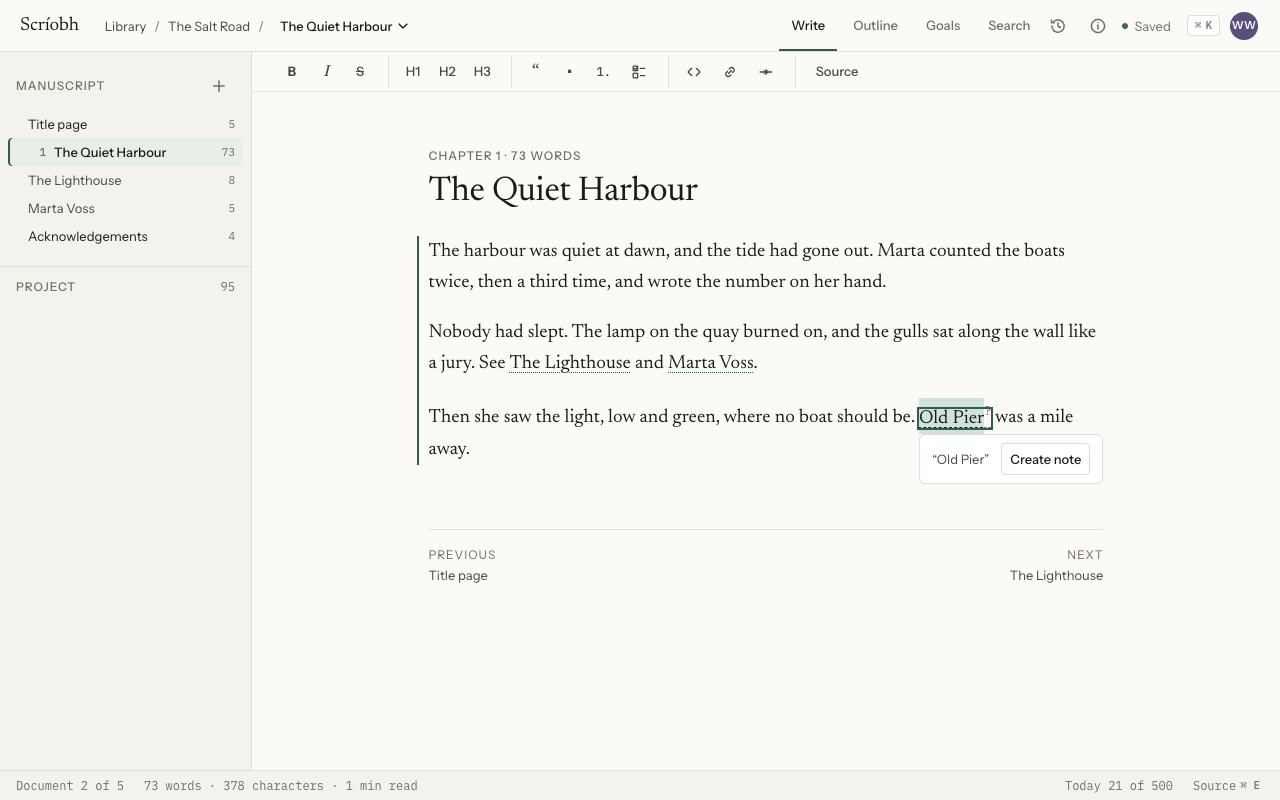 Scríobh
Library / The Salt Road / The Quiet Harbour
Write Outline Goals Search Saved ⌘ K WW
MANUSCRIPT
Title page 5
1 The Quiet Harbour 73
The Lighthouse 8
Marta Voss 5
Acknowledgements 4
PROJECT 95
B I S H1 H2 H3 “ 1. Source
CHAPTER 1 · 73 WORDS
The Quiet Harbour
The harbour was quiet at dawn, and the tide had gone out. Marta counted the boats
twice, then a third time, and wrote the number on her hand.
Nobody had slept. The lamp on the quay burned on, and the gulls sat along the wall like
a jury. See The Lighthouse and Marta Voss.
Then she saw the light, low and green, where no boat should be. Old Pier? was a mile
away.
“Old Pier” Create note
PREVIOUS
Title page
NEXT
The Lighthouse
Document 2 of 5 73 words · 378 characters · 1 min read
Today 21 of 500 Source ⌘ E